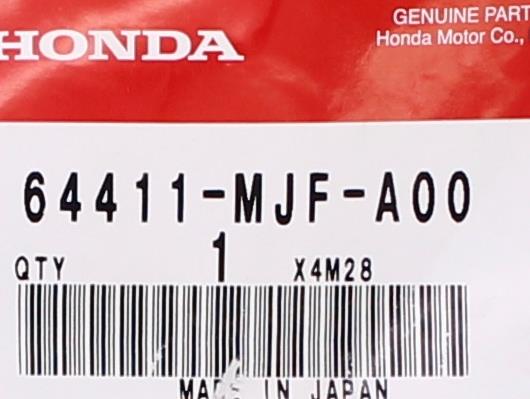 HONDA
GENUINE PART
Honda Motor Co.,
64411-MJF-A00
QTY 1 X4M28
MADE IN JAPAN